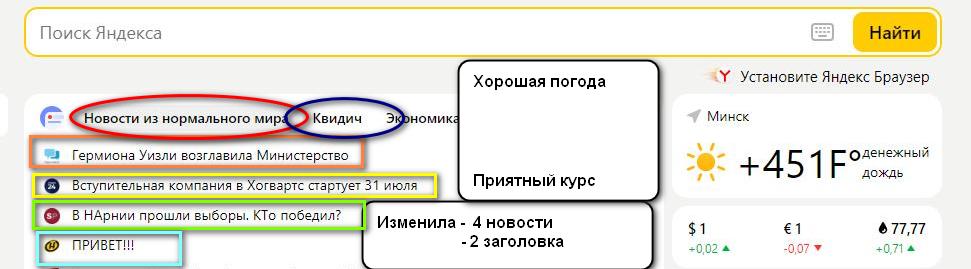 Поиск Яндекса
Найти
Хорошая погода
Установите Яндекс Браузер
Новости из нормального мира Квидич Экономика
Минск
Гермиона Уизли возглавила Министерство
+451F° денежный
дождь
Вступительная компания в Хогвартс стартует 31 июля
Приятный курс
В НАрнии прошли выборы. КТо победил?
Изменила - 4 новости
- 2 заголовка
ПРИВЕТ!!!
$ 1 € 1 77,77
+0,02 -0,07 +0,71